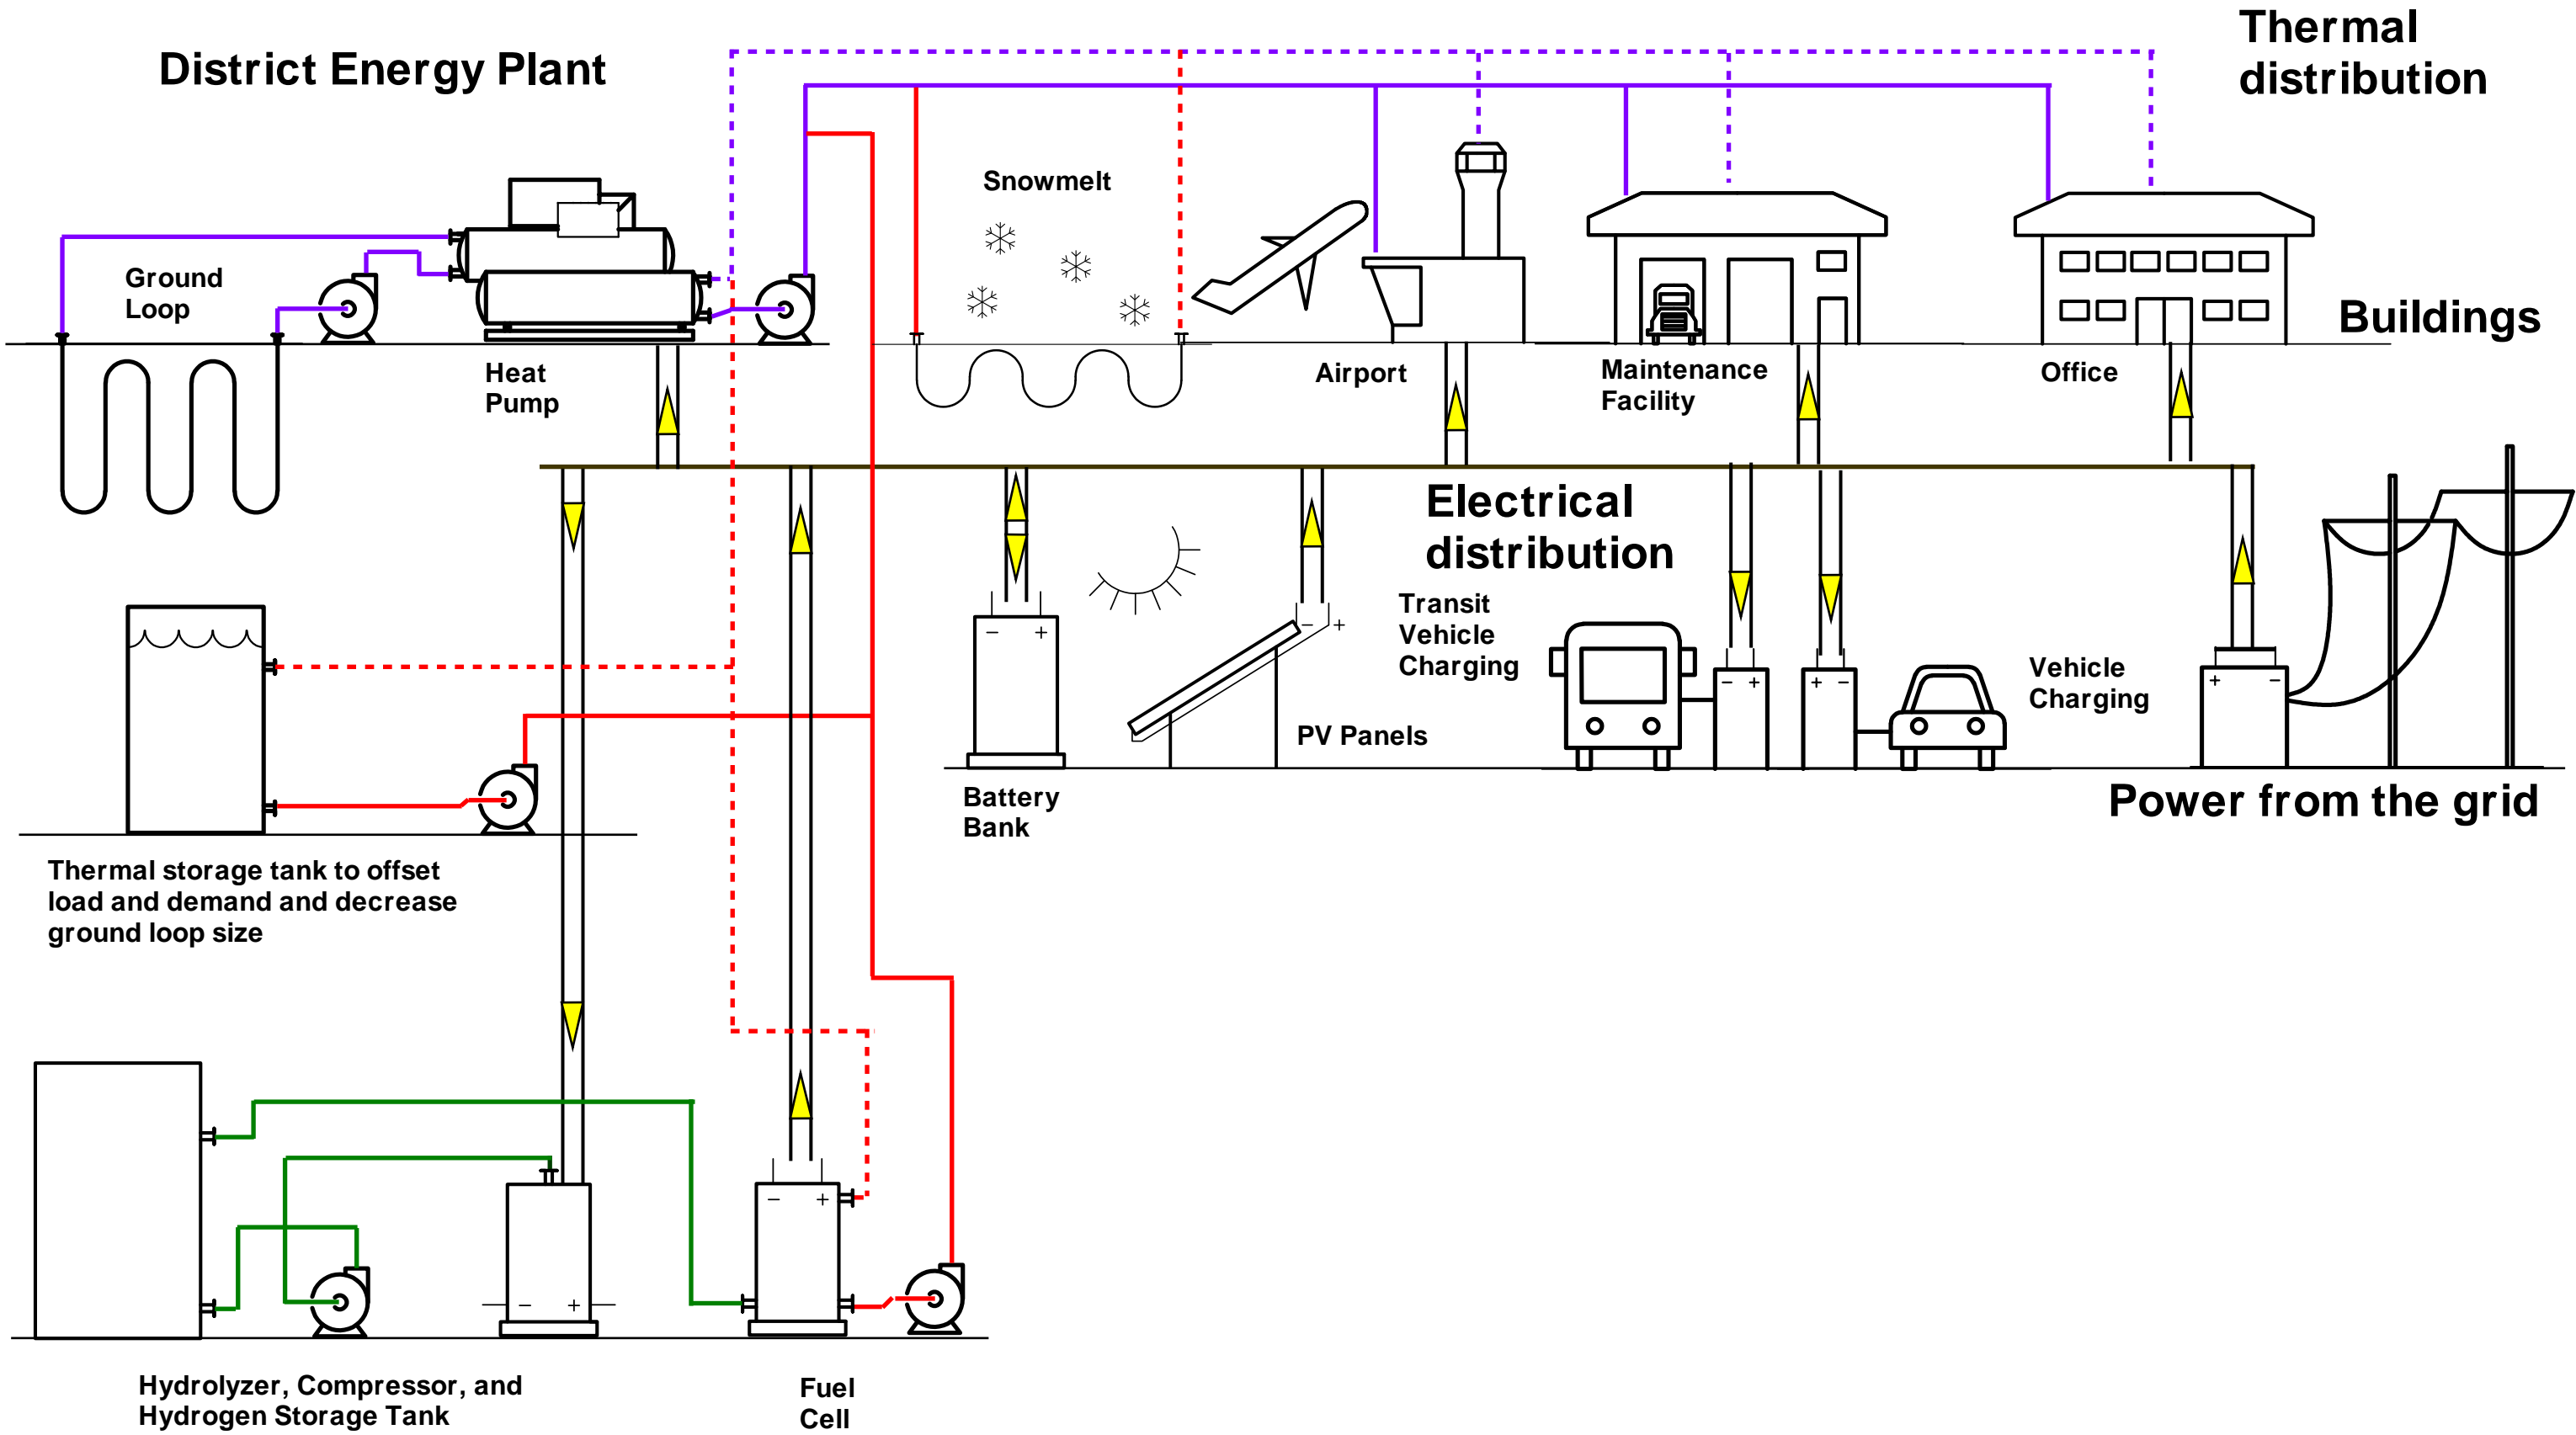 District Energy Plant
Thermal
distribution
Snowmelt
Ground
Loop
Buildings
Heat
Pump
Airport
Maintenance
Facility
Office
Electrical
distribution
Transit
Vehicle
Charging
- +
- +
Vehicle
Charging
- +
+ -
+ -
PV Panels
Battery
Bank
Power from the grid
Thermal storage tank to offset
load and demand and decrease
ground loop size
- +
- +
Hydrolyzer, Compressor, and
Hydrogen Storage Tank
Fuel
Cell